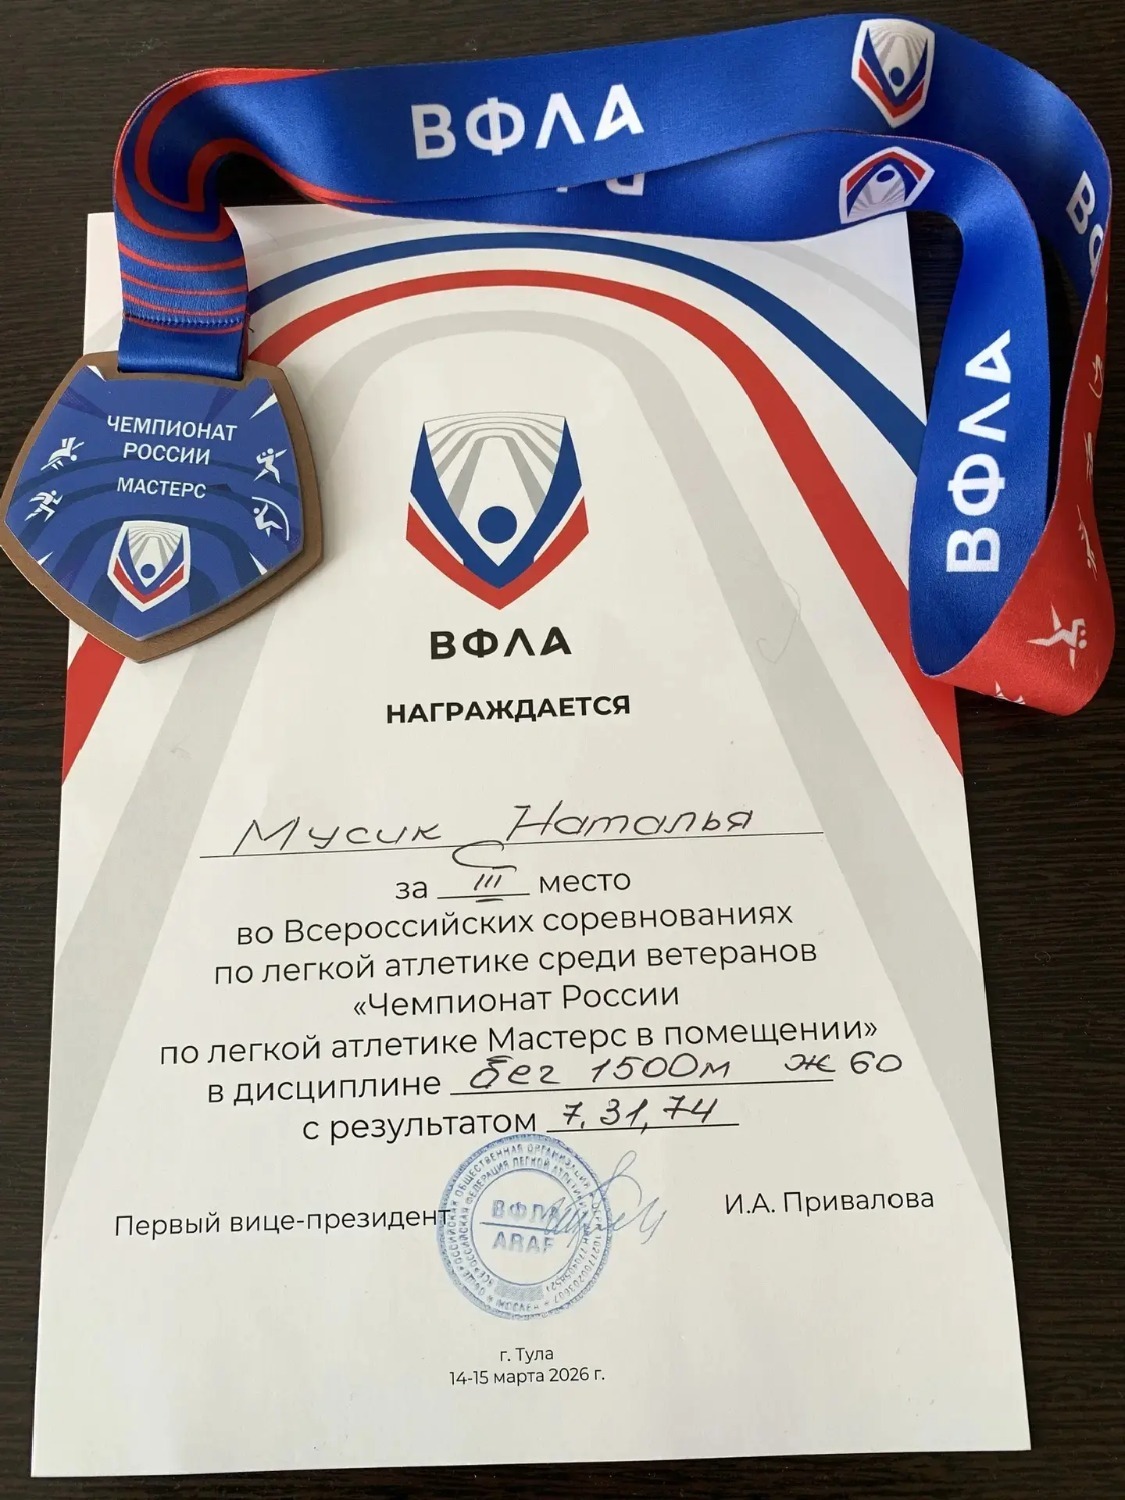 ВФЛА
ВФЛА
ЧЕМПИОНАТ
РОССИИ
МАСТЕРС
ВФЛА
НАГРАЖДАЕТСЯ
Мусик Наталья
за III место
во Всероссийских соревнованиях
по легкой атлетике среди ветеранов
«Чемпионат России
по легкой атлетике Мастерс в помещении»
в дисциплине бег 1500м ж 60
с результатом 7,31,74
Первый вице-президент И.А. Привалова
ВФЛА
ARAF
г. Тула
14-15 марта 2026 г.